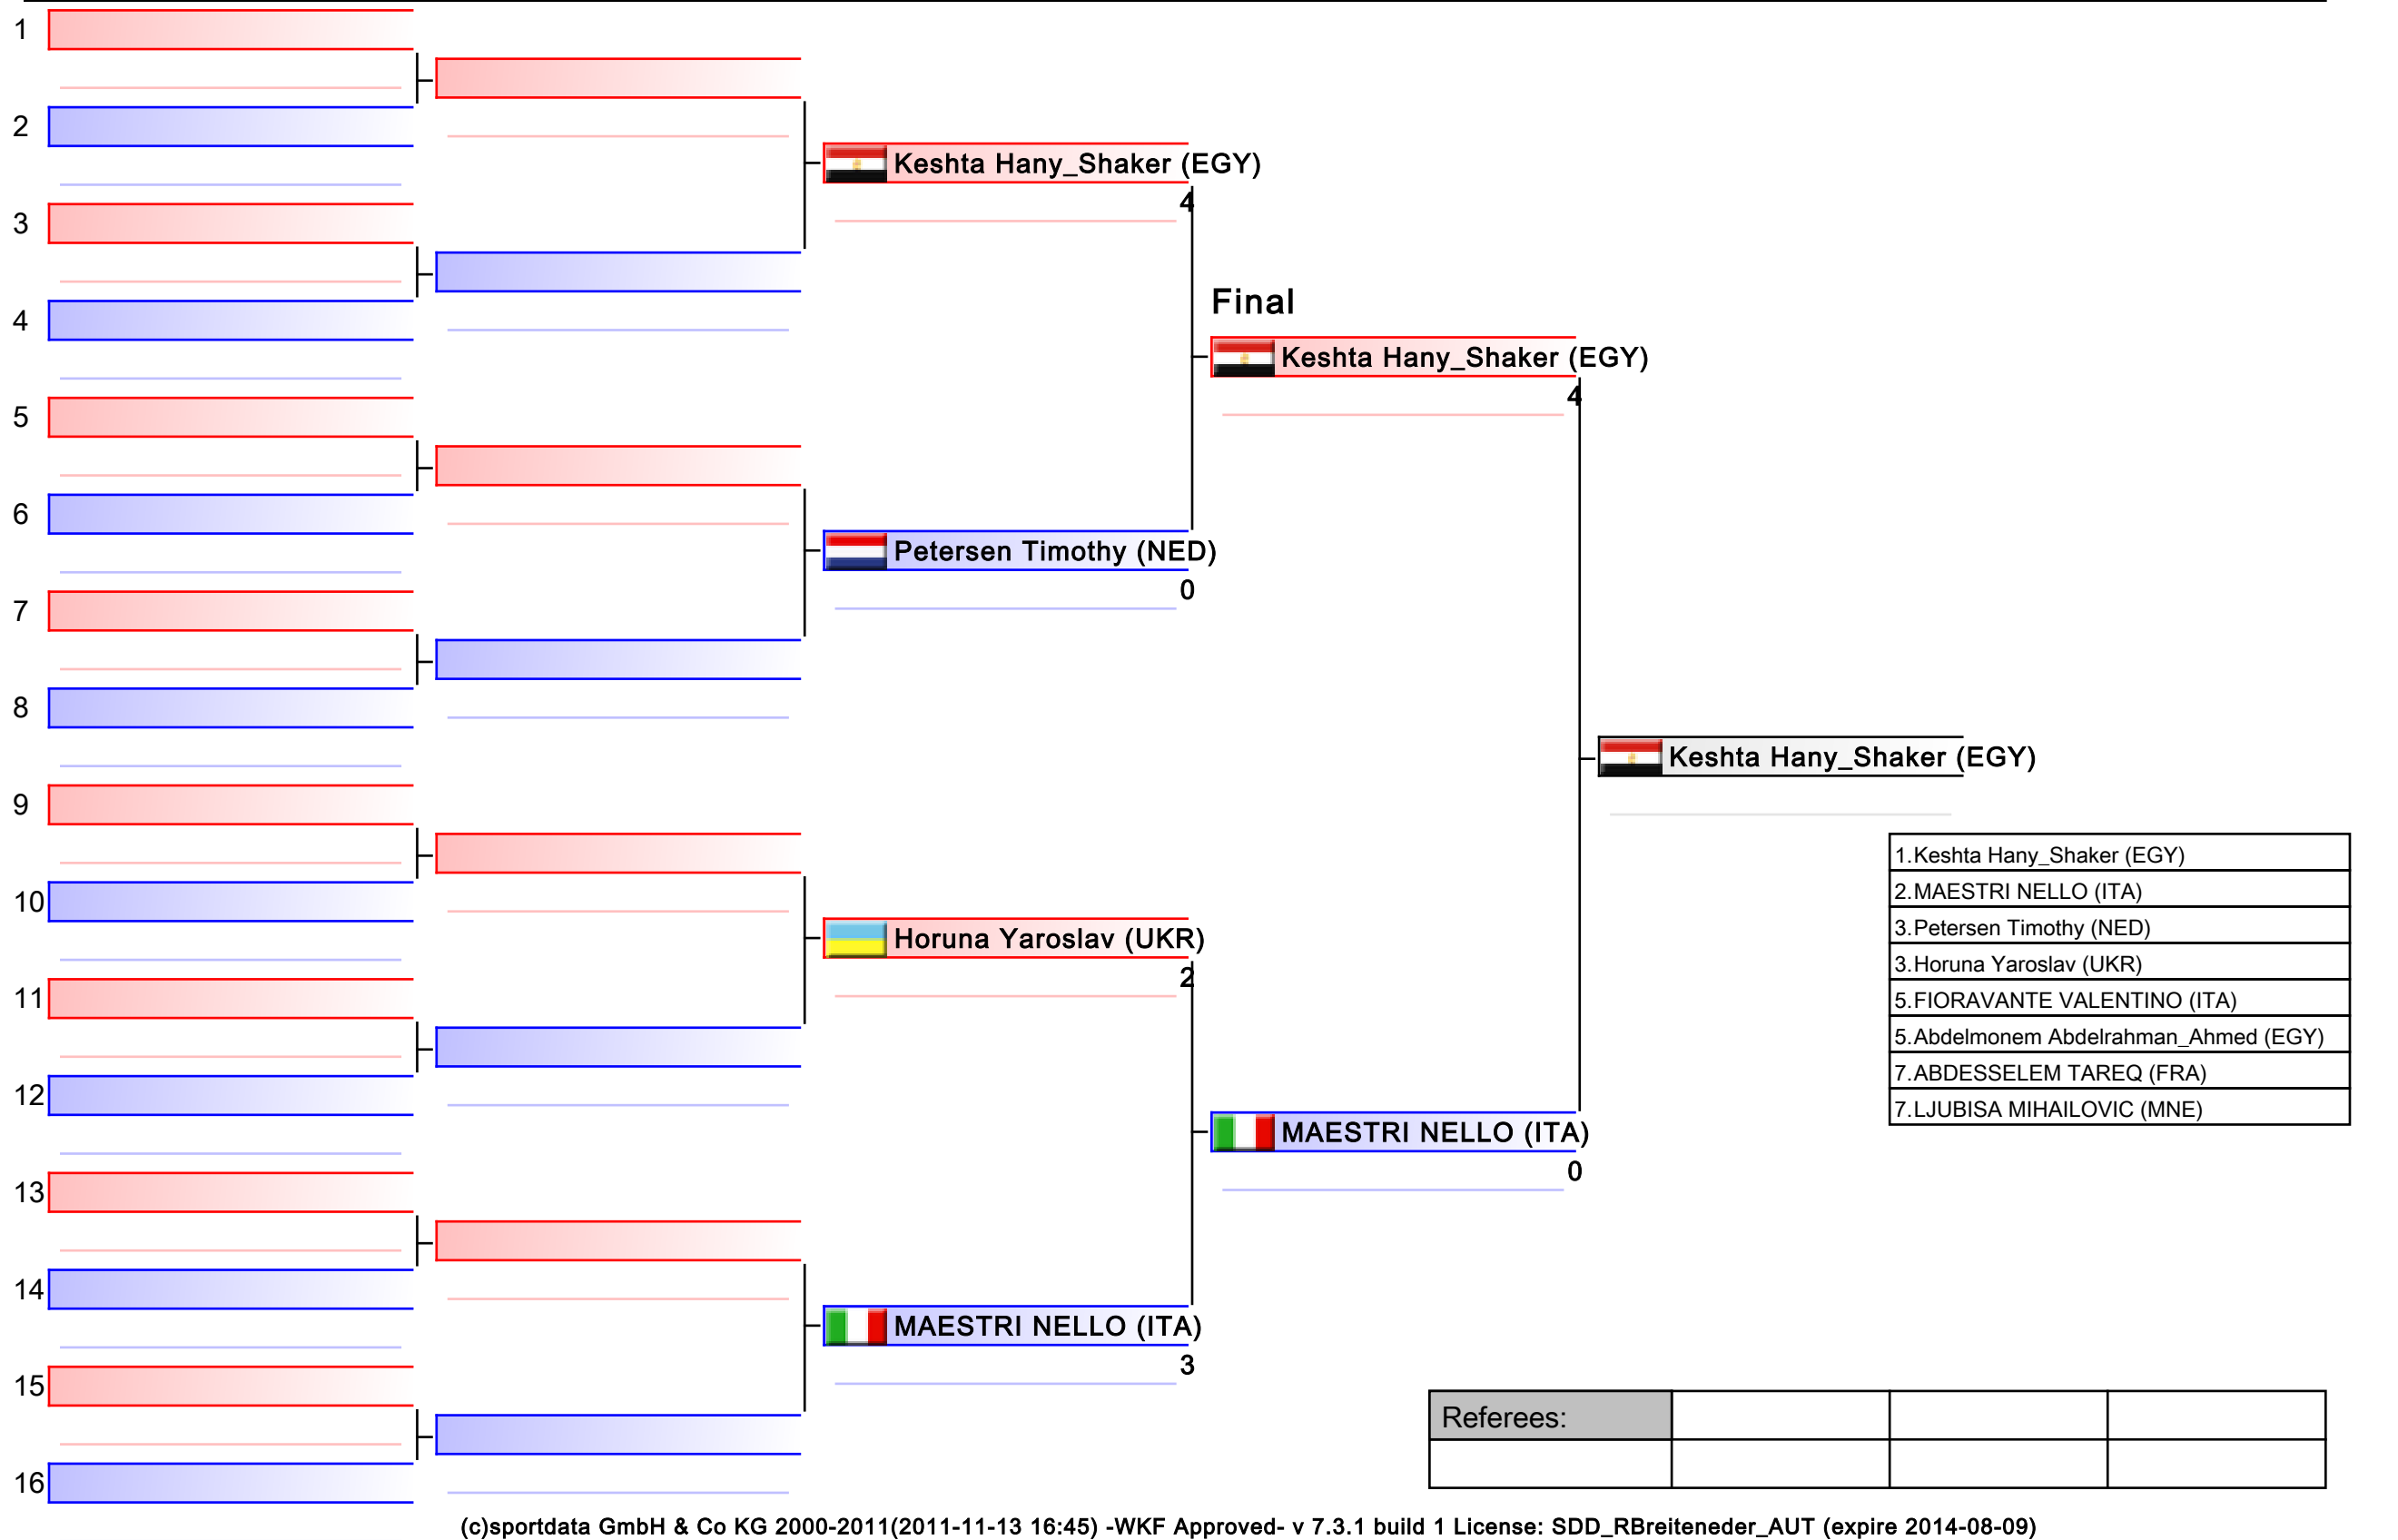 1
2
Keshta Hany_Shaker (EGY)
4
3
Final
4
Keshta Hany_Shaker (EGY)
4
5
6
Petersen Timothy (NED)
0
7
8
Keshta Hany_Shaker (EGY)
9
1.Keshta Hany_Shaker (EGY)
2.MAESTRI NELLO (ITA)
3.Petersen Timothy (NED)
3.Horuna Yaroslav (UKR)
5.FIORAVANTE VALENTINO (ITA)
5.Abdelmonem Abdelrahman_Ahmed (EGY)
7.ABDESSELEM TAREQ (FRA)
7.LJUBISA MIHAILOVIC (MNE)
10
Horuna Yaroslav (UKR)
2
11
12
MAESTRI NELLO (ITA)
0
13
14
MAESTRI NELLO (ITA)
3
15
Referees:
16
(c)sportdata GmbH & Co KG 2000-2011(2011-11-13 16:45) -WKF Approved- v 7.3.1 build 1 License: SDD_RBreiteneder_AUT (expire 2014-08-09)